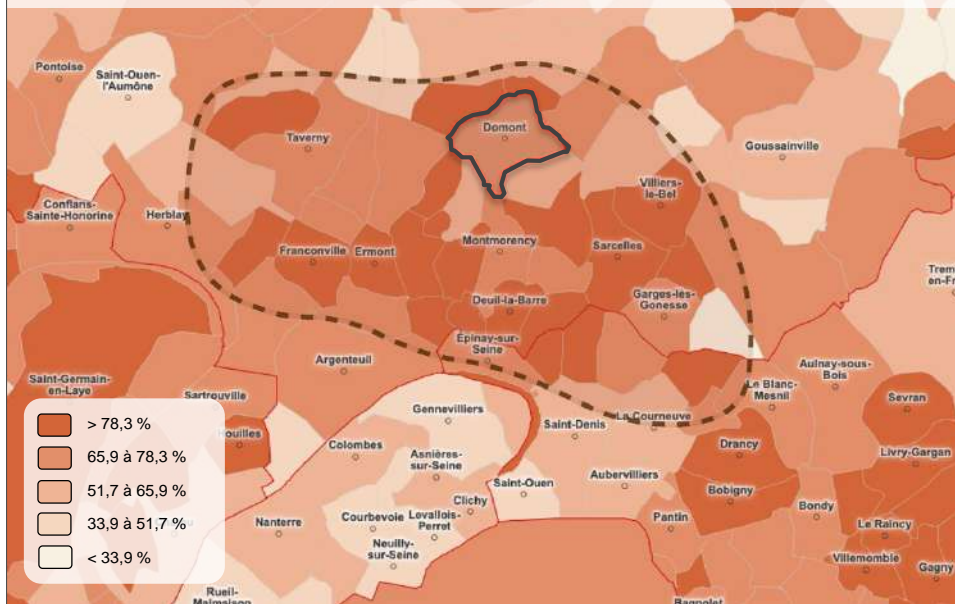 Pontoise
Saint-Ouen-
l'Aumône
Taverny
Domont
Goussainville
Villiers-
le-Bel
Conflans-
Sainte-Honorine
Herblay
Franconville
Ermont
Montmorency
Sarcelles
Deuil-la-Barre
Garges-lès-
Gonesse
Trem
en-Fr
Épinay-sur-
Seine
Argenteuil
Aulnay-sous-
Bois
Saint-Germain-
en-Laye
Sartrouville
Le Blanc-
Mesnil
Sevran
Gennevilliers
Saint-Denis
La Courneuve
Houilles
Colombes
Drancy
Livry-Gargan
Asnières-
sur-Seine
Aubervilliers
Saint-Ouen
Bobigny
Clichy
Nanterre
Courbevoie
Levallois-
Perret
Pantin
Bondy
Le Raincy
Neuilly-
sur-Seine
Villemomble
Gagny
Rueil-
Malmaison
Bagnolet
> 78,3 %
65,9 à 78,3 %
51,7 à 65,9 %
33,9 à 51,7 %
< 33,9 %